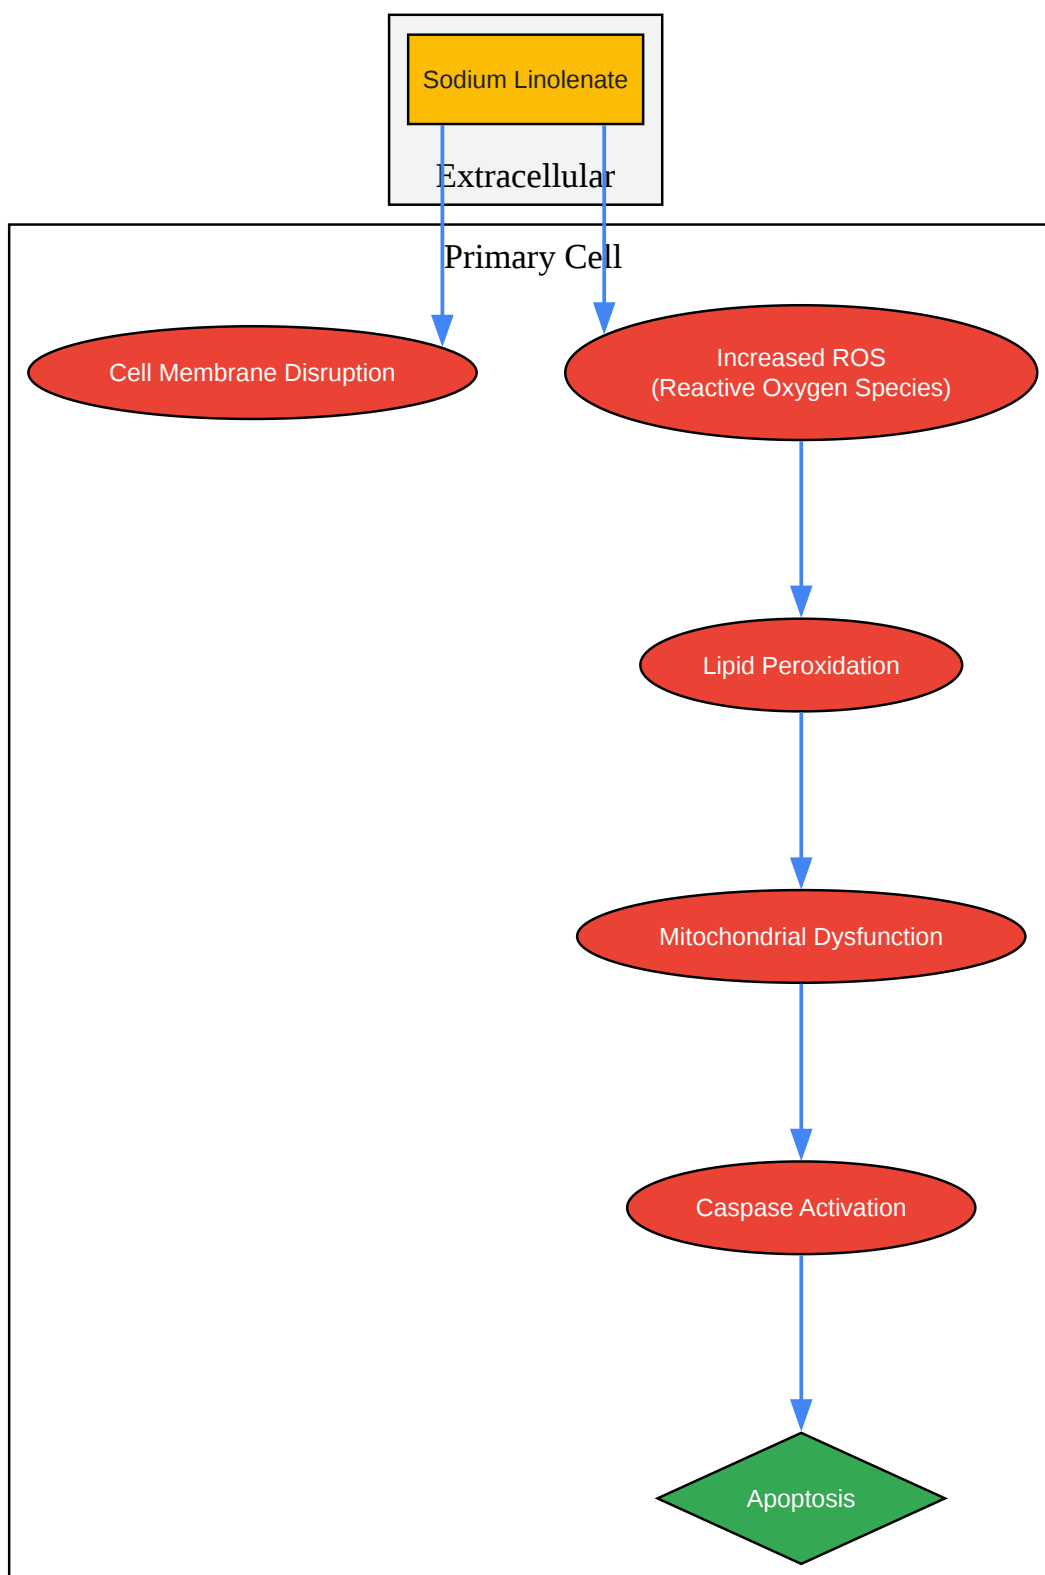 Sodium Linolenate
Extracellular
Primary Cell
Cell Membrane Disruption
Increased ROS
(Reactive Oxygen Species)
Lipid Peroxidation
Mitochondrial Dysfunction
Caspase Activation
Apoptosis